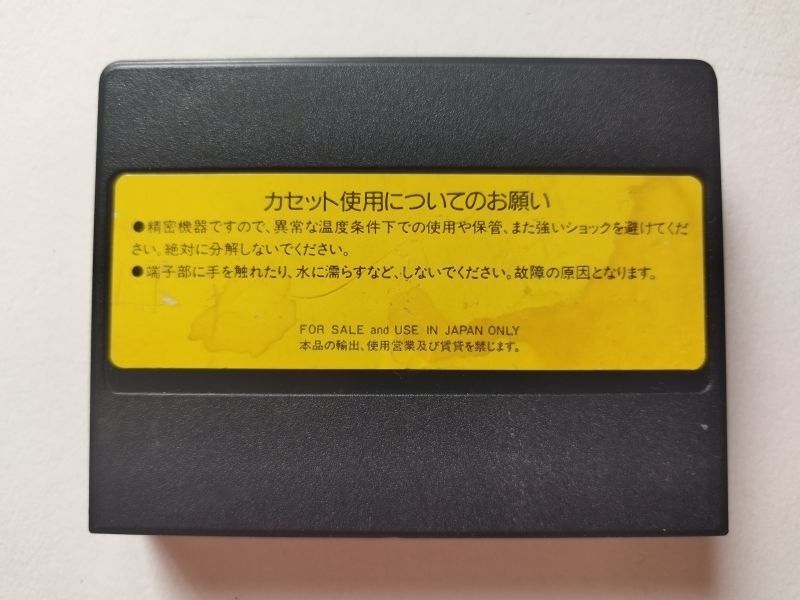 カセット使用についてのお願い
●精密機器ですので、異常な温度条件下での使用や保管、また強いショックを避けてくだ
さい。絶対に分解しないでください。
●端子部に手を触れたり、水に濡らすなど、しないでください。故障の原因となります。
FOR SALE and USE IN JAPAN ONLY
本品の輸出、使用営業及び賃貸を禁じます。